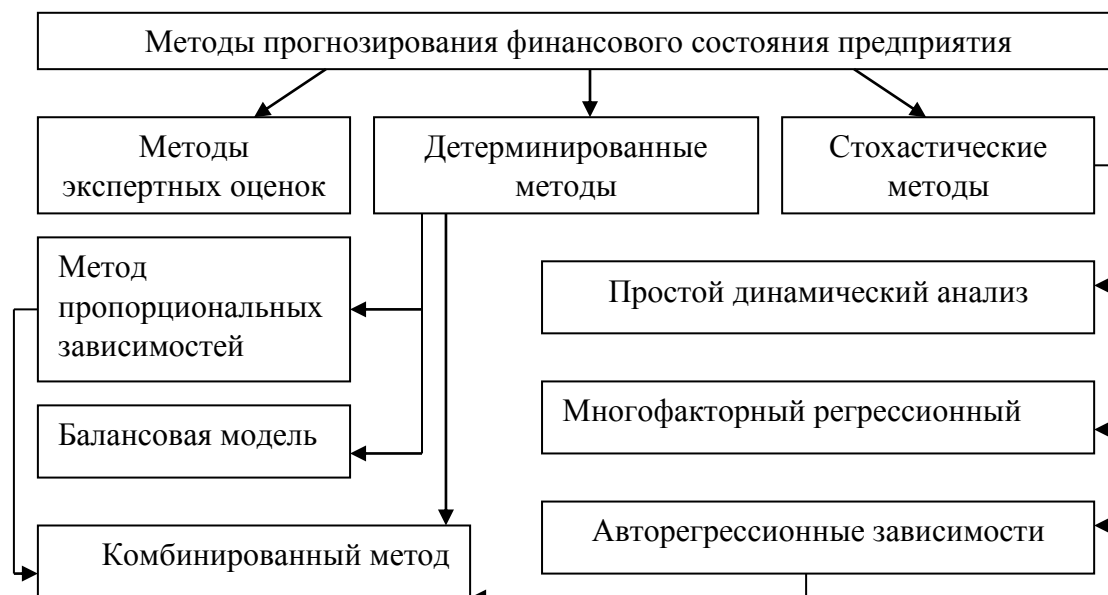 Методы прогнозирования финансового состояния предприятия
Методы
экспертных оценок
Детерминированные
методы
Стохастические
методы
Метод
пропорциональных
зависимостей
Простой динамический анализ
Балансовая модель
Многофакторный регрессионный
Комбинированный метод
Авторегрессионные зависимости